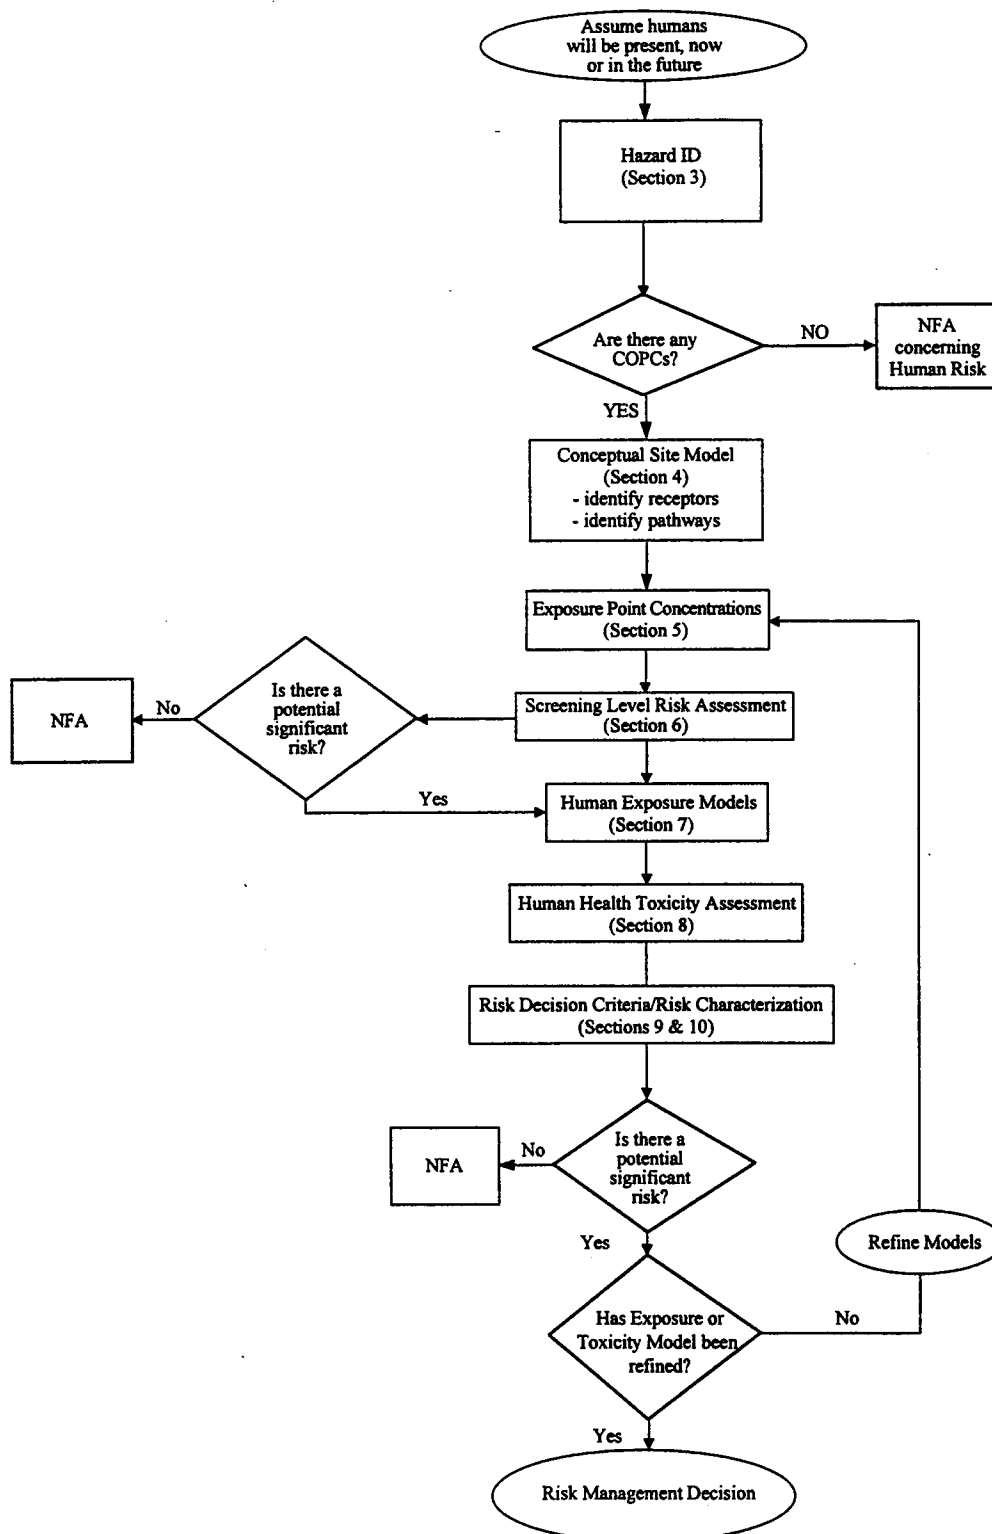 Assume humans
will be present, now
or in the future
Hazard ID
(Section 3)
Are there any
COPCs?
NO
NFA
concerning
Human Risk
YES
Conceptual Site Model
(Section 4)
- identify receptors
- identify pathways
Exposure Point Concentrations
(Section 5)
Is there a
potential
significant
risk?
No
NFA
Screening Level Risk Assessment
(Section 6)
Yes
Human Exposure Models
(Section 7)
Human Health Toxicity Assessment
(Section 8)
Risk Decision Criteria/Risk Characterization
(Sections 9 & 10)
Is there a
potential
significant
risk?
No
NFA
Yes
Refine Models
Has Exposure or
Toxicity Model been
refined?
No
Yes
Risk Management Decision